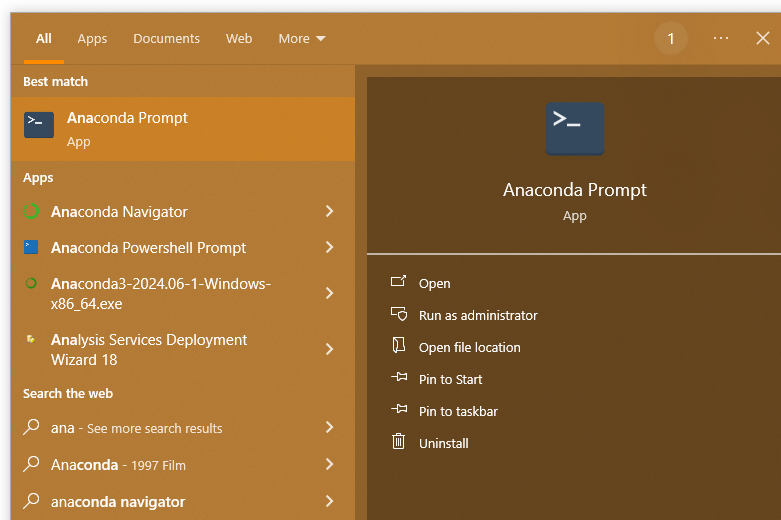 All Apps Documents Web More 1 ...
Best match
Anaconda Prompt
App
Apps
Anaconda Navigator
Anaconda Powershell Prompt
Anaconda3-2024.06-1-Windows-
x86_64.exe
Analysis Services Deployment
Wizard 18
Search the web
ana - See more search results
Anaconda - 1997 Film
anaconda navigator
>_
Anaconda Prompt
App
Open
Run as administrator
Open file location
Pin to Start
Pin to taskbar
Uninstall